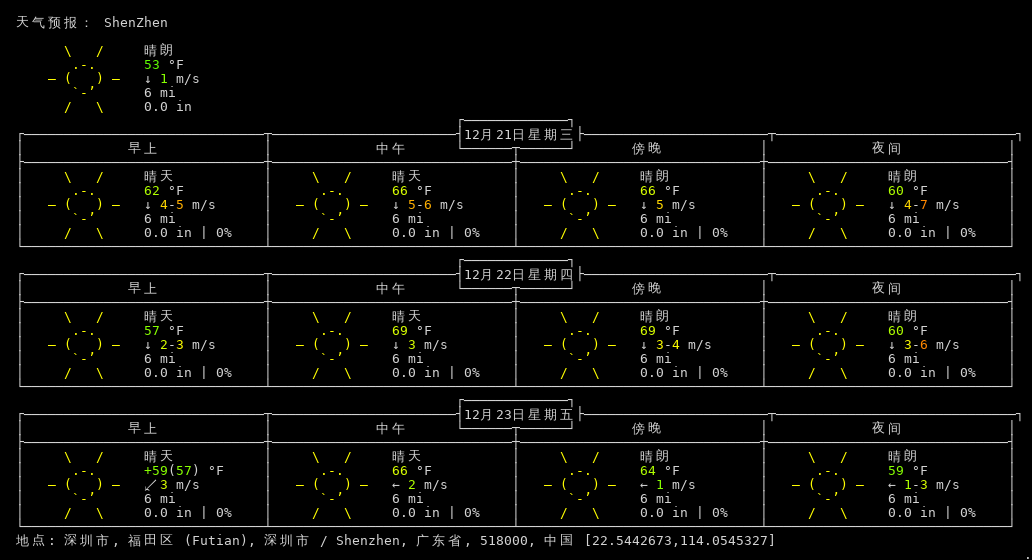 天气预报： ShenZhen
晴朗
53 °F
↓ 1 m/s
6 mi
0.0 in
12月21日星期三
早上 中午 傍晚 夜间
晴天 晴天 晴朗 晴朗
62 °F 66 °F 66 °F 60 °F
↓ 4-5 m/s ↓ 5-6 m/s ↓ 5 m/s ↓ 4-7 m/s
6 mi 6 mi 6 mi 6 mi
0.0 in | 0% 0.0 in | 0% 0.0 in | 0% 0.0 in | 0%
12月22日星期四
早上 中午 傍晚 夜间
晴天 晴天 晴朗 晴朗
57 °F 69 °F 69 °F 60 °F
↓ 2-3 m/s ↓ 3 m/s ↓ 3-4 m/s ↓ 3-6 m/s
6 mi 6 mi 6 mi 6 mi
0.0 in | 0% 0.0 in | 0% 0.0 in | 0% 0.0 in | 0%
12月23日星期五
早上 中午 傍晚 夜间
晴天 晴天 晴朗 晴朗
+59(57) °F 66 °F 64 °F 59 °F
↙ 3 m/s ← 2 m/s ← 1 m/s ← 1-3 m/s
6 mi 6 mi 6 mi 6 mi
0.0 in | 0% 0.0 in | 0% 0.0 in | 0% 0.0 in | 0%
地点: 深圳市, 福田区 (Futian), 深圳市 / Shenzhen, 广东省, 518000, 中国 [22.5442673,114.0545327]